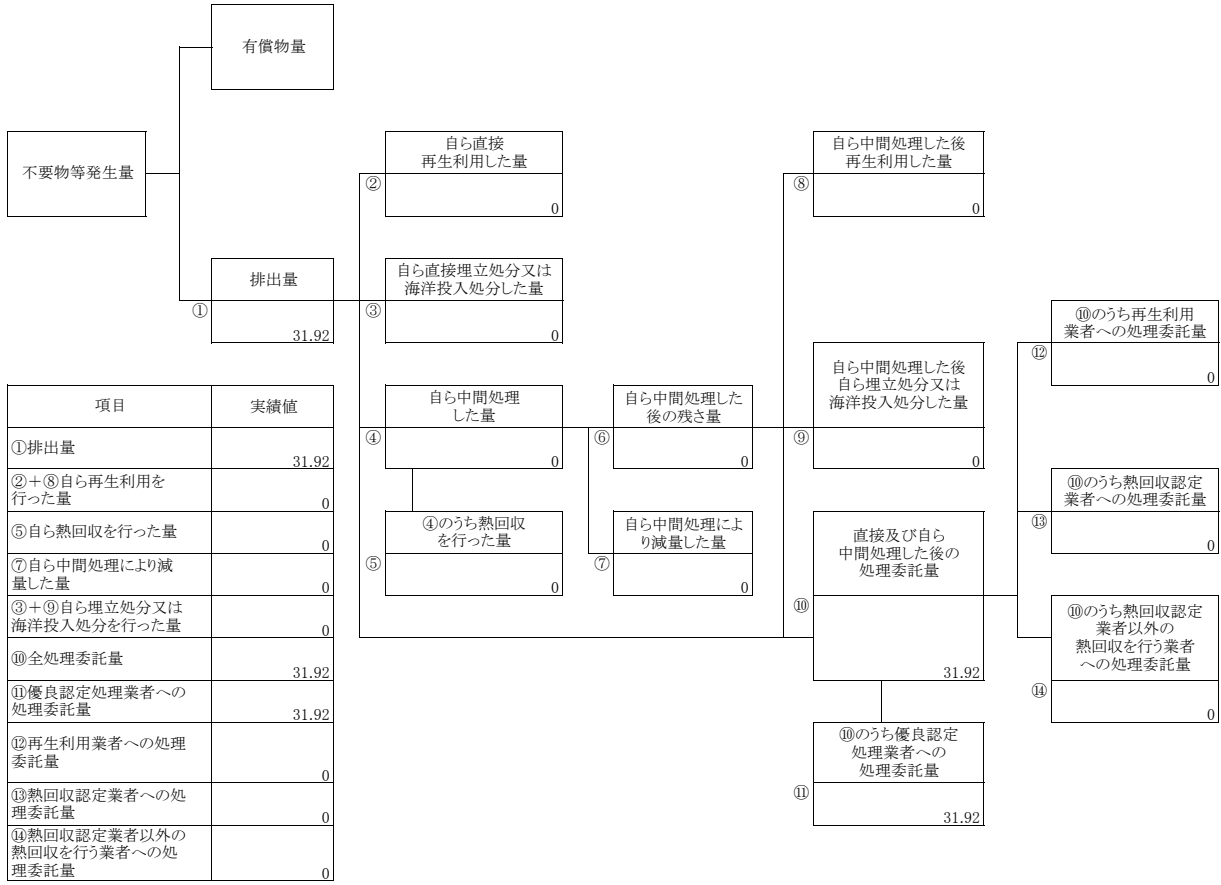 有償物量
不要物等発生量
自ら直接
再生利用した量
②
0
自ら中間処理した後
再生利用した量
⑧
0
排出量
①
31.92
自ら直接埋立処分又は
海洋投入処分した量
③
0
⑩のうち再生利用
業者への処理委託量
⑫
0
自ら中間処理した後
自ら埋立処分又は
海洋投入処分した量
⑨
0
自ら中間処理
した量
④
0
自ら中間処理した
後の残さ量
⑥
0
⑩のうち熱回収認定
業者への処理委託量
⑬
0
④のうち熱回収
を行った量
⑤
0
自ら中間処理によ
り減量した量
⑦
0
直接及び自ら
中間処理した後の
処理委託量
⑩
31.92
⑩のうち熱回収認定
業者以外の
熱回収を行う業者
への処理委託量
⑭
0
⑩のうち優良認定
処理業者への
処理委託量
⑪
31.92
項目 実績値
①排出量
31.92
②＋⑧自ら再生利用を
行った量
0
⑤自ら熱回収を行った量
0
⑦自ら中間処理により減
量した量
0
③＋⑨自ら埋立処分又は
海洋投入処分を行った量
0
⑩全処理委託量
31.92
⑪優良認定処理業者への
処理委託量
31.92
⑫再生利用業者への処理
委託量
0
⑬熱回収認定業者への処
理委託量
0
⑭熱回収認定業者以外の
熱回収を行う業者への処
理委託量
0